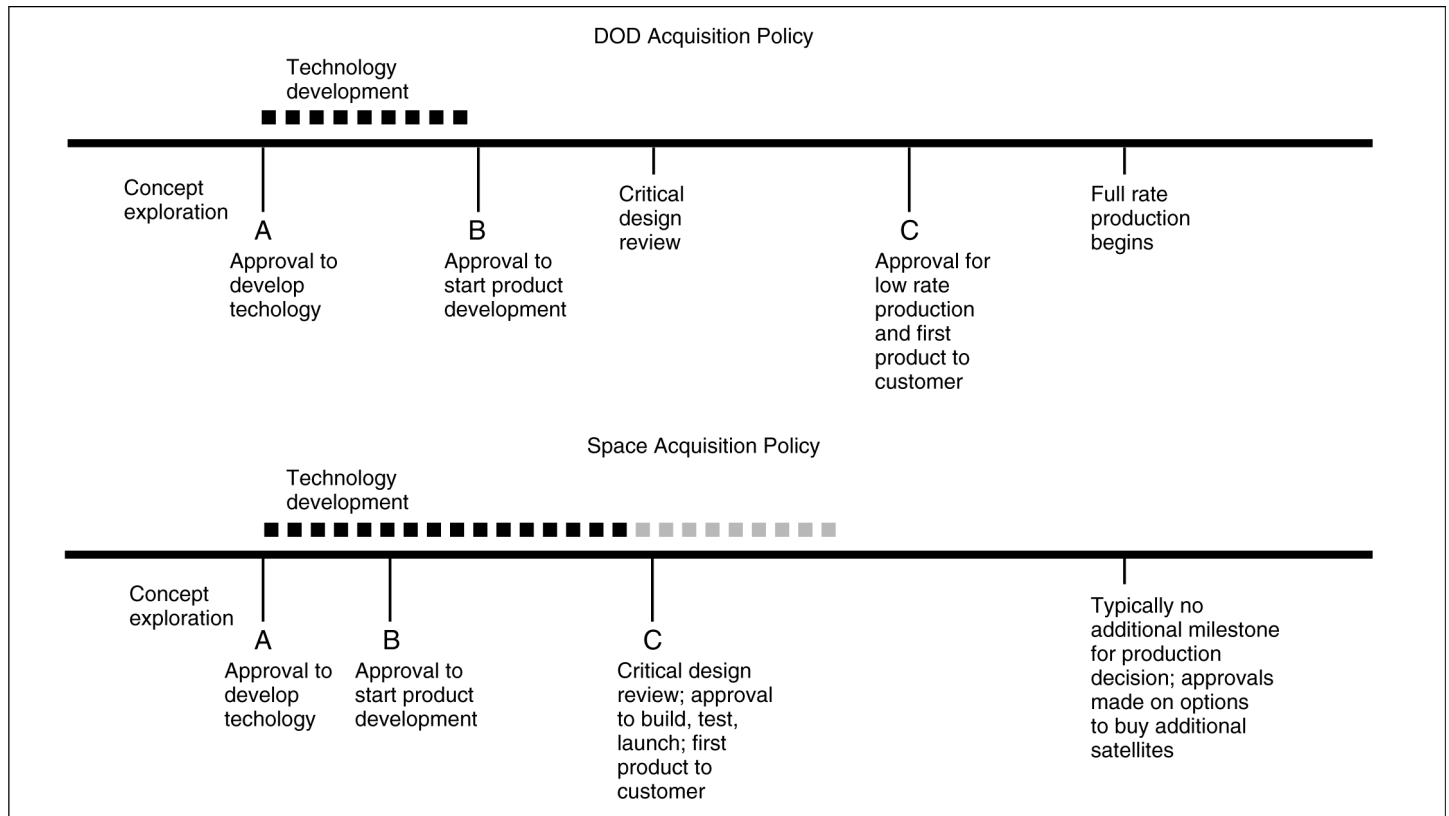 DOD Acquisition Policy
Technology
development
Concept
exploration
A
Approval to
develop
techology
B
Approval to
start product
development
Critical
design
review
C
Approval for
low rate
production
and first
product to
customer
Full rate
production
begins
Space Acquisition Policy
Technology
development
Concept
exploration
A
Approval to
develop
techology
B
Approval to
start product
development
C
Critical design
review; approval
to build, test,
launch; first
product to
customer
Typically no
additional milestone
for production
decision; approvals
made on options
to buy additional
satellites